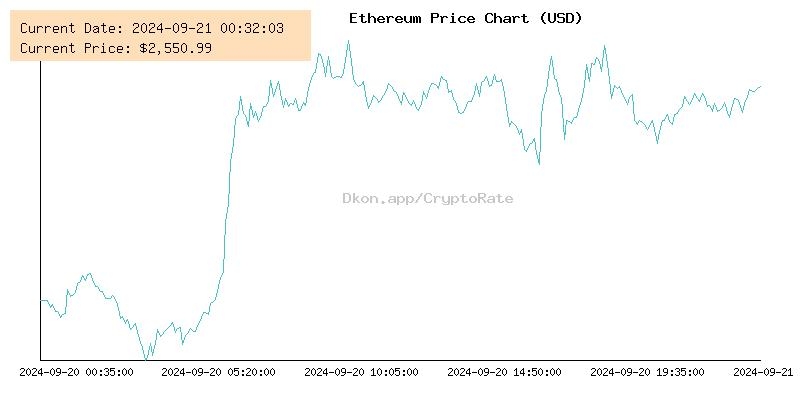 Ethereum Price Chart (USD)
Current Date: 2024-09-21 00:32:03
Current Price: $2,550.99
Dkon.app/CryptoRate
2024-09-20 00:35:00 2024-09-20 05:20:00 2024-09-20 10:05:00 2024-09-20 14:50:00 2024-09-20 19:35:00 2024-09-21